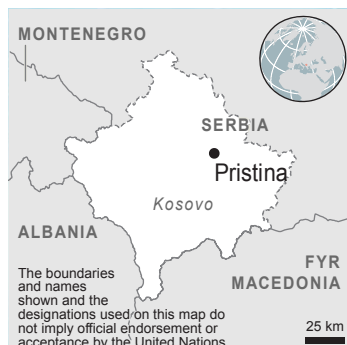 MONTENEGRO
SERBIA
Pristina
Kosovo
ALBANIA
FYR
MACEDONIA
The boundaries
and names
shown and the
designations used on this map do
not imply official endorsement or
acceptance by the United Nations.
25 km